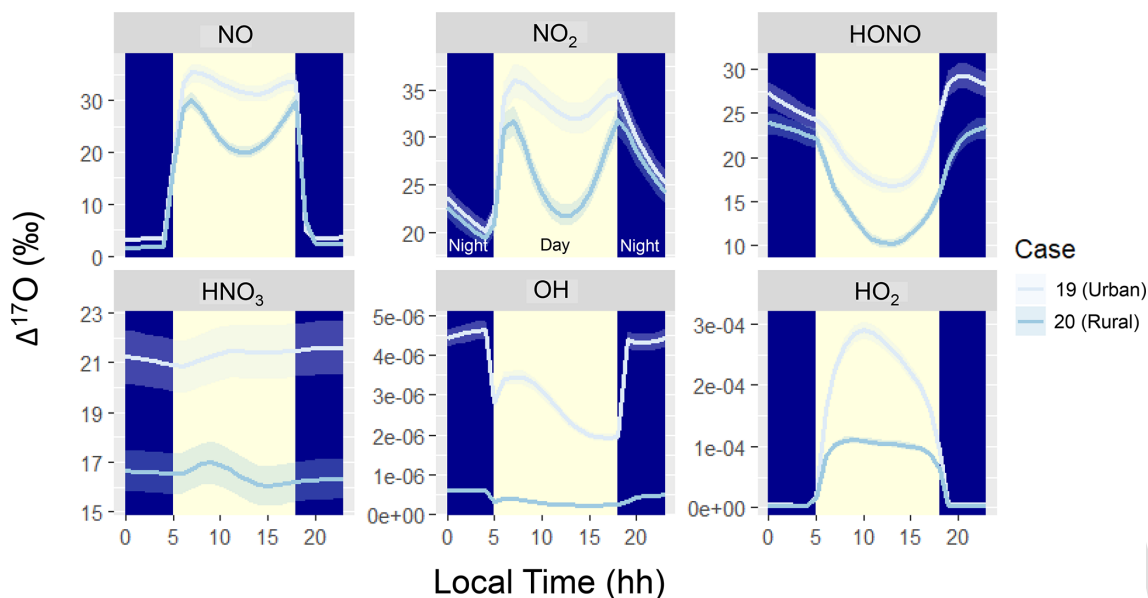 NO
NO₂
HONO
30
20
10
0
35
30
25
20
30
25
20
15
10
Night
Day
Night
Δ¹⁷O (‰)
Case
19 (Urban)
20 (Rural)
HNO₃
OH
HO₂
23
21
19
17
15
5e-06
4e-06
3e-06
2e-06
1e-06
0e+00
3e-04
2e-04
1e-04
0e+00
0 5 10 15 20
0 5 10 15 20
0 5 10 15 20
Local Time (hh)